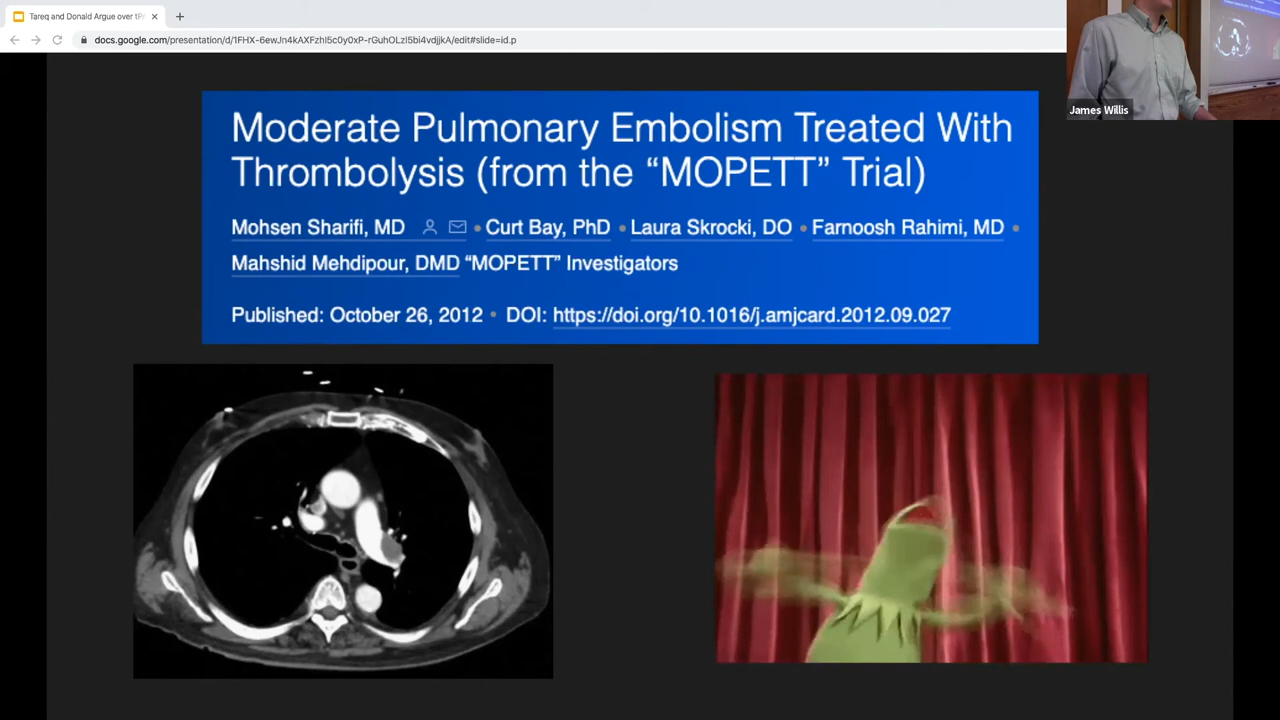 Tareq and Donald Argue over tP
docs.google.com/presentation/d/1FHX-6ewJn4kAXFzhI5c0y0xP-rGuhOLzI5bi4vdjjkA/edit#slide=id.p
James Willis
Moderate Pulmonary Embolism Treated With
Thrombolysis (from the “MOPETT” Trial)
Mohsen Sharifi, MD • Curt Bay, PhD • Laura Skrocki, DO • Farnoosh Rahimi, MD •
Mahshid Mehdipour, DMD “MOPETT” Investigators
Published: October 26, 2012 • DOI: https://doi.org/10.1016/j.amjcard.2012.09.027